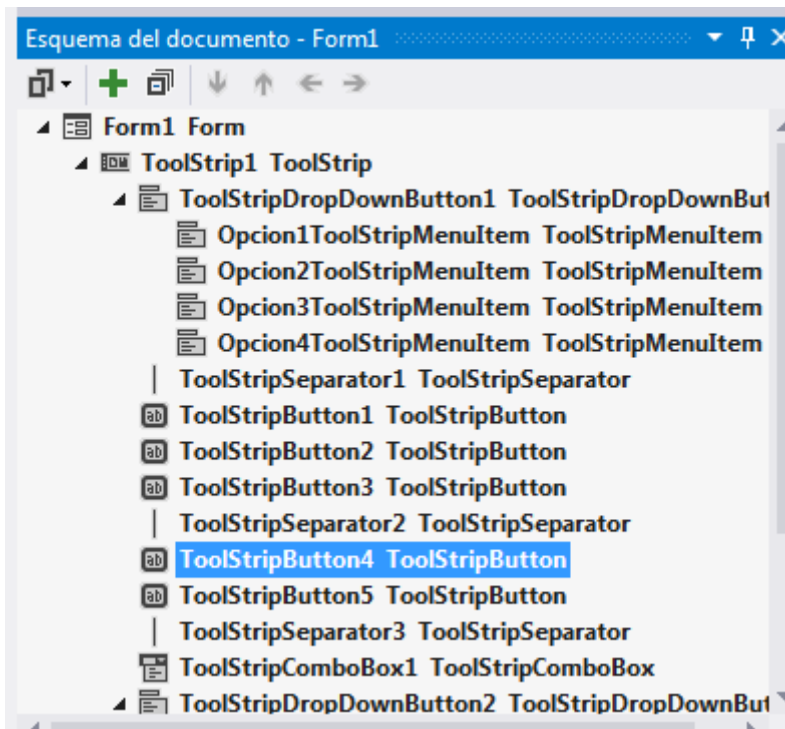 Esquema del documento - Form1
Form1 Form
ToolStrip1 ToolStrip
ToolStripDropDownButton1 ToolStripDropDownBut
Opcion1ToolStripMenuItem ToolStripMenuItem
Opcion2ToolStripMenuItem ToolStripMenuItem
Opcion3ToolStripMenuItem ToolStripMenuItem
Opcion4ToolStripMenuItem ToolStripMenuItem
ToolStripSeparator1 ToolStripSeparator
ToolStripButton1 ToolStripButton
ToolStripButton2 ToolStripButton
ToolStripButton3 ToolStripButton
ToolStripSeparator2 ToolStripSeparator
ToolStripButton4 ToolStripButton
ToolStripButton5 ToolStripButton
ToolStripSeparator3 ToolStripSeparator
ToolStripComboBox1 ToolStripComboBox
ToolStripDropDownButton2 ToolStripDropDownBut